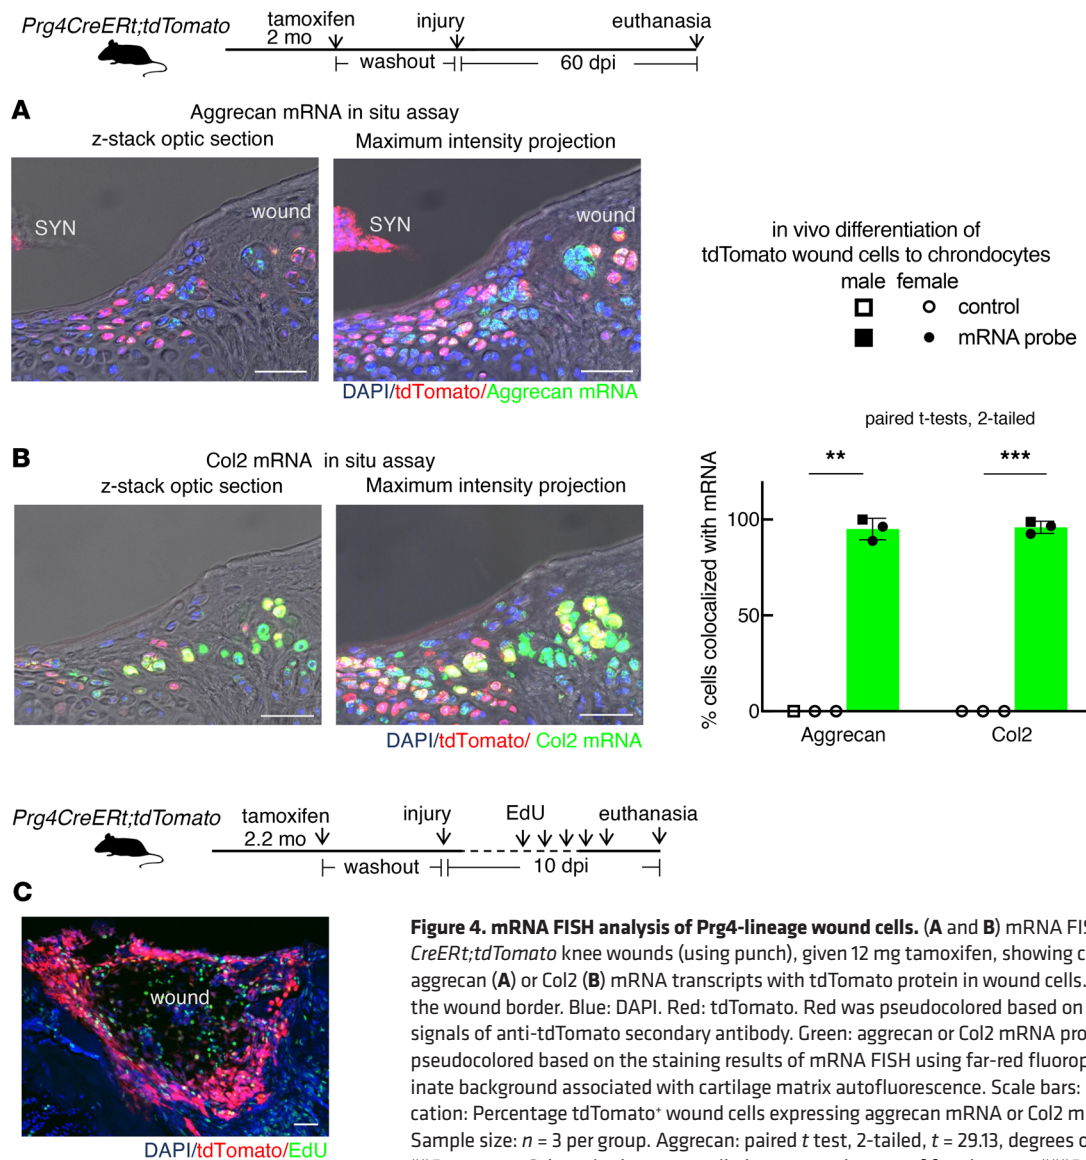 Prg4CreERt;tdTomato
tamoxifen
2 mo
injury
euthanasia
washout
60 dpi
A
Aggrecan mRNA in situ assay
z-stack optic section
Maximum intensity projection
SYN
wound
SYN
wound
DAPI/tdTomato/Aggrecan mRNA
in vivo differentiation of
tdTomato wound cells to chrondocytes
male female
control
mRNA probe
B
Col2 mRNA in situ assay
z-stack optic section
Maximum intensity projection
DAPI/tdTomato/ Col2 mRNA
paired t-tests, 2-tailed
** ***
% cells colocalized with mRNA
100
50
0
Aggrecan
Col2
Prg4CreERt;tdTomato
tamoxifen
2.2 mo
injury
EdU
euthanasia
washout
10 dpi
C
wound
DAPI/tdTomato/EdU
Figure 4. mRNA FISH analysis of Prg4-lineage wound cells. (A and B) mRNA FIS
CreERt;tdTomato knee wounds (using punch), given 12 mg tamoxifen, showing c
aggrecan (A) or Col2 (B) mRNA transcripts with tdTomato protein in wound cells.
the wound border. Blue: DAPI. Red: tdTomato. Red was pseudocolored based on
signals of anti-tdTomato secondary antibody. Green: aggrecan or Col2 mRNA pro
pseudocolored based on the staining results of mRNA FISH using far-red fluorop
inate background associated with cartilage matrix autofluorescence. Scale bars:
cation: Percentage tdTomato⁺ wound cells expressing aggrecan mRNA or Col2 m
Sample size: n = 3 per group. Aggrecan: paired t test, 2-tailed, t = 29.13, degrees o